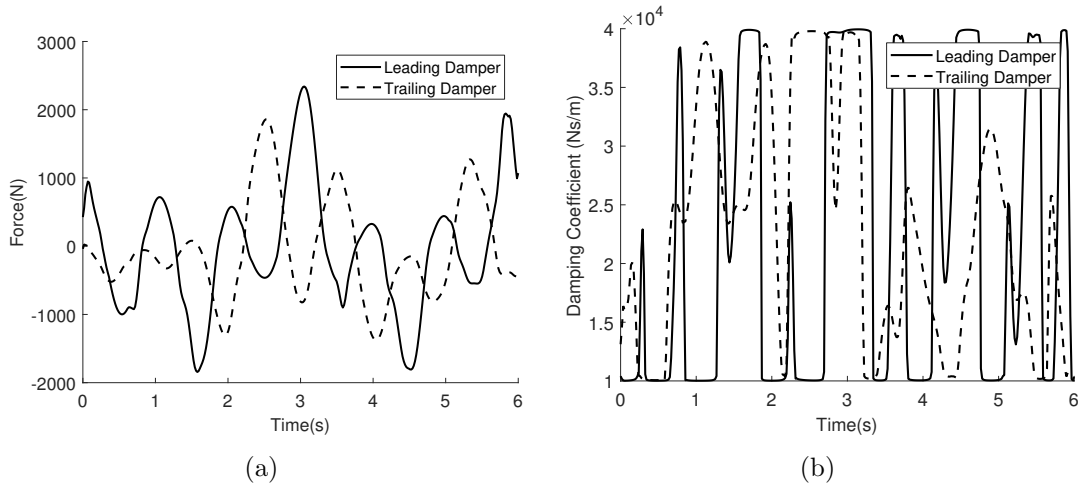 3000
2000
1000
0
-1000
-2000
Force(N)
0 1 2 3 4 5 6
Time(s)
Leading Damper
Trailing Damper
(a)
×10⁴
4
3.5
3
2.5
2
1.5
1
Damping Coefficient (Ns/m)
0 1 2 3 4 5 6
Time(s)
Leading Damper
Trailing Damper
(b)